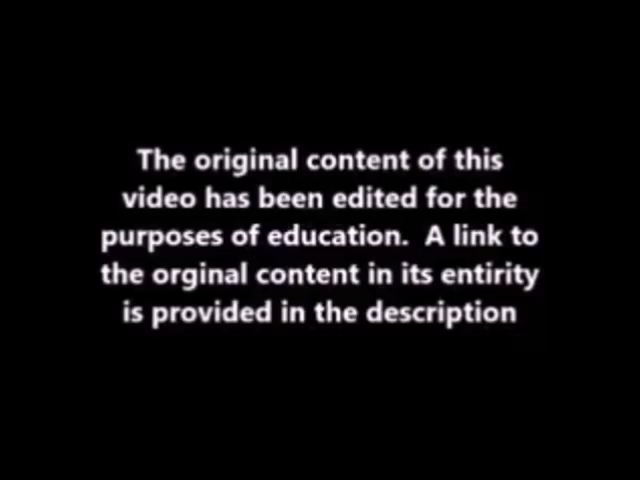 The original content of this
video has been edited for the
purposes of education.  A link to
the orginal content in its entirity
is provided in the description